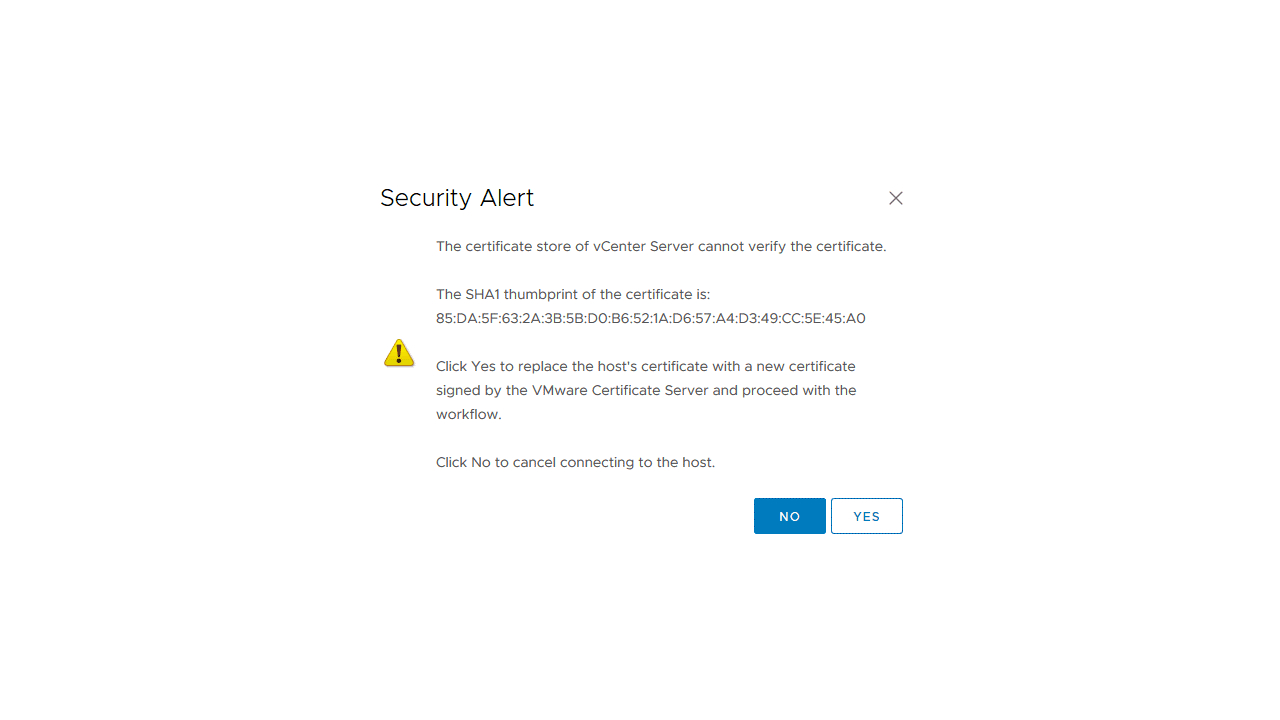 Security Alert
The certificate store of vCenter Server cannot verify the certificate.
The SHA1 thumbprint of the certificate is:
85:DA:5F:63:2A:3B:5B:D0:B6:52:1A:D6:57:A4:D3:49:CC:5E:45:A0
Click Yes to replace the host's certificate with a new certificate
signed by the VMware Certificate Server and proceed with the
workflow.
Click No to cancel connecting to the host.
NO YES